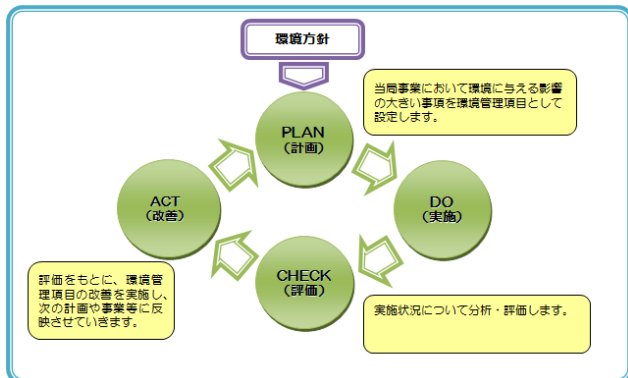 環境方針
PLAN
（計画）
当局事業において環境に与える影響
の大きい事項を環境管理項目として
設定します。
ACT
（改善）
DO
（実施）
CHECK
（評価）
評価をもとに、環境管
理項目の改善を実施し、
次の計画や事業等に反
映させていきます。
実施状況について分析・評価します。